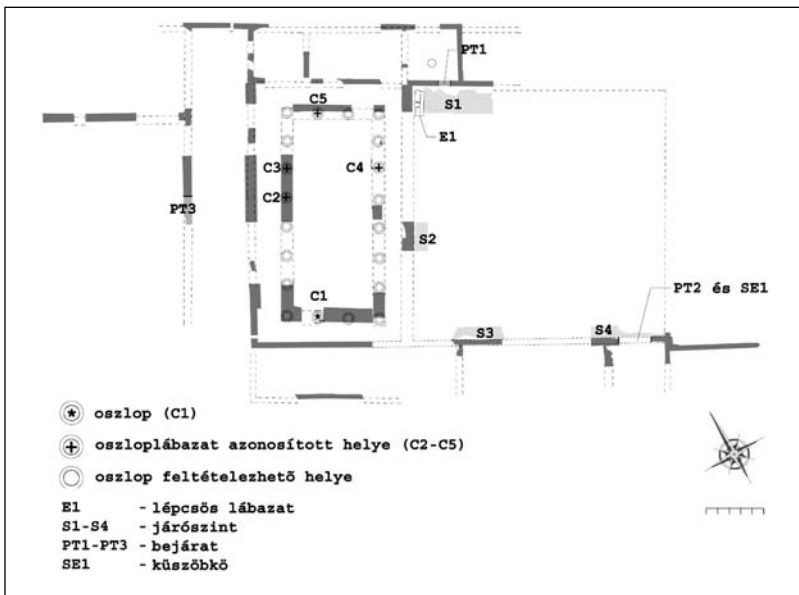 PT1
C5
S1
E1
C3
C4
C2
PT3
S2
C1
PT2 és SE1
S3
S4
oszlop (C1)
oszloplábazat azonosított helye (C2-C5)
oszlop feltételezhetõ helye
E1 - lépcsös lábazat
S1-S4 - járószint
PT1-PT3 - bejárat
SE1 - küszöbkö